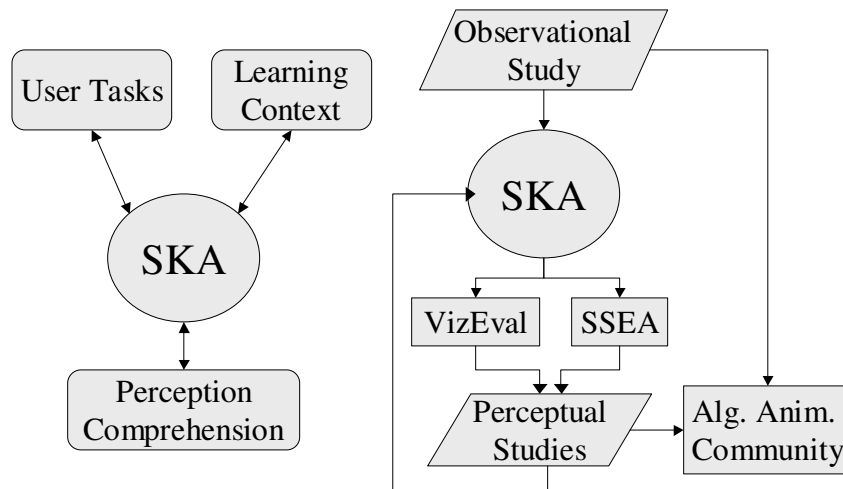 User Tasks
Learning
Context
SKA
Perception
Comprehension
Observational
Study
SKA
VizEval
SSEA
Perceptual
Studies
Alg. Anim.
Community